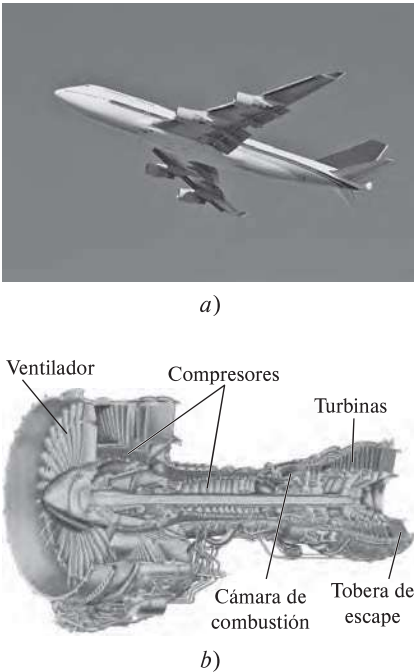 a)
Ventilador
Compresores
Turbinas
Cámara de
combustión
Tobera de
escape
b)